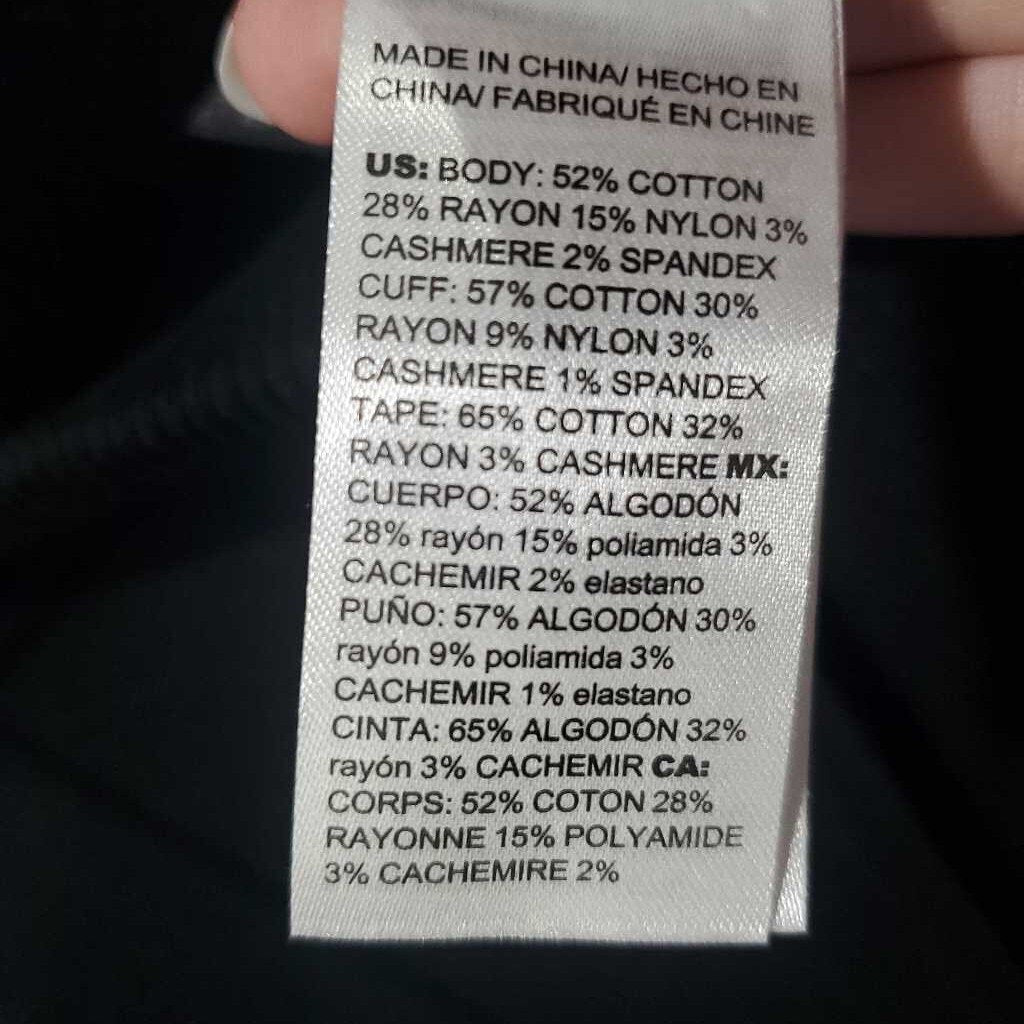 MADE IN CHINA/ HECHO EN
CHINA/ FABRIQUÉ EN CHINE
US: BODY: 52% COTTON
28% RAYON 15% NYLON 3%
CASHMERE 2% SPANDEX
CUFF: 57% COTTON 30%
RAYON 9% NYLON 3%
CASHMERE 1% SPANDEX
TAPE: 65% COTTON 32%
RAYON 3% CASHMERE MX:
CUERPO: 52% ALGODÓN
28% rayón 15% poliamida 3%
CACHEMIR 2% elastano
PUÑO: 57% ALGODÓN 30%
rayón 9% poliamida 3%
CACHEMIR 1% elastano
CINTA: 65% ALGODÓN 32%
rayón 3% CACHEMIR CA:
CORPS: 52% COTON 28%
RAYONNE 15% POLYAMIDE
3% CACHEMIRE 2%